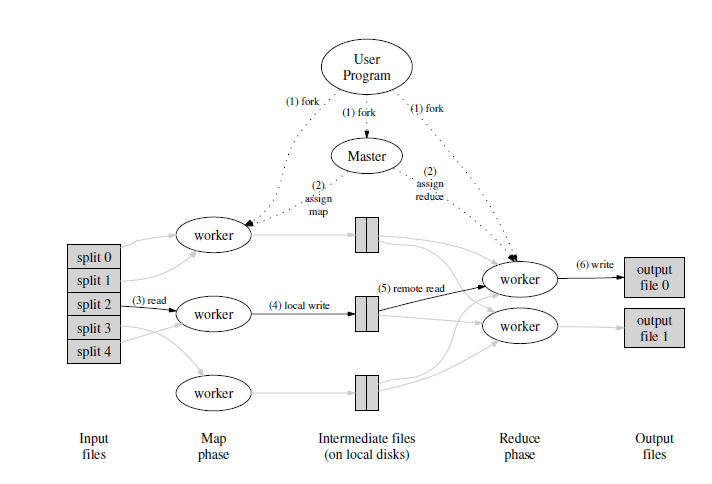 User
Program
(1) fork
(1) fork
(1) fork
Master
(2)
assign
map
(2)
assign
reduce
worker
split 0
split 1
split 2
split 3
split 4
(3) read
worker
(4) local write
(5) remote read
worker
worker
(6) write
output
file 0
worker
output
file 1
Input
files
Map
phase
Intermediate files
(on local disks)
Reduce
phase
Output
files